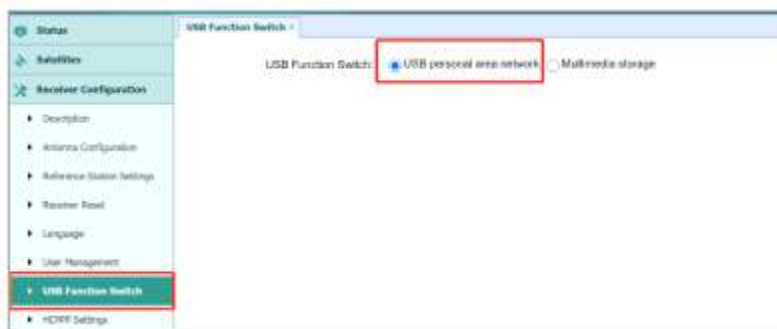 Status
Satellites
Receiver Configuration
Description
Antenna Configuration
Reference Station Settings
Receiver Reset
Language
User Management
USB Function Switch
HCPPP Settings
USB Function Switch ×
USB Function Switch: USB personal area network Multimedia storage